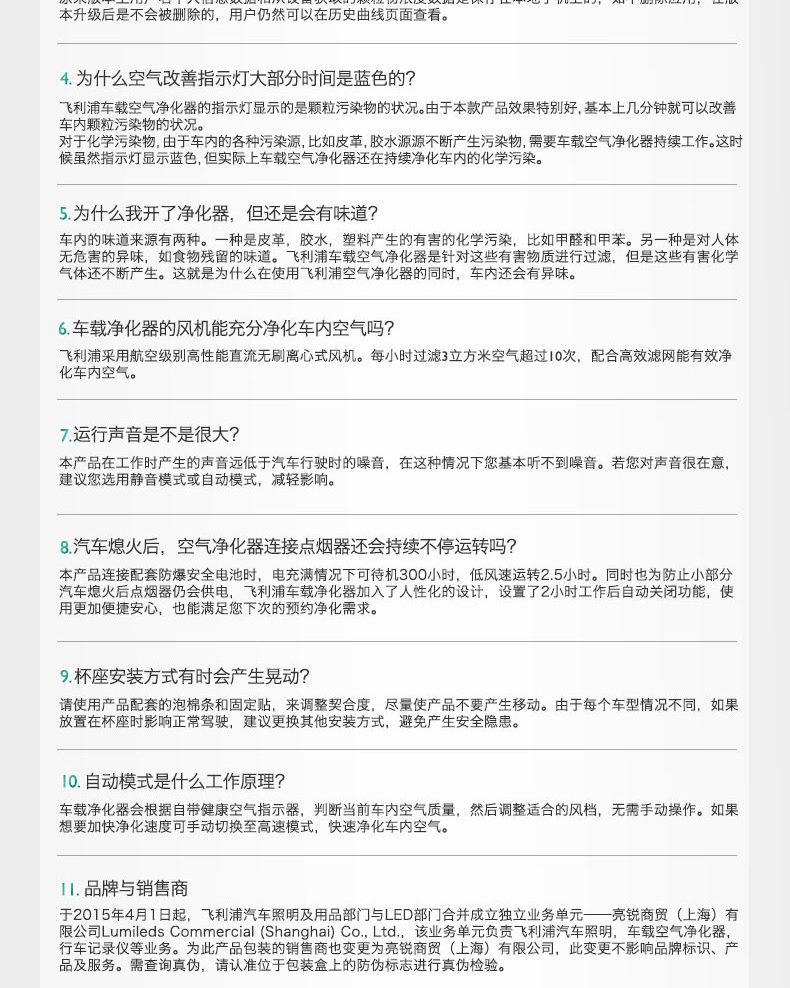 本升级后是不会被删除的，用户仍然可以在历史曲线页面查看。
4. 为什么空气改善指示灯大部分时间是蓝色的？
飞利浦车载空气净化器的指示灯显示的是颗粒污染物的状况。由于本款产品效果特别好，基本上几分钟就可以改善
车内颗粒污染物的状况。
对于化学污染物，由于车内的各种污染源，比如皮革，胶水源源不断产生污染物，需要车载空气净化器持续工作。这时
候虽然指示灯显示蓝色，但实际上车载空气净化器还在持续净化车内的化学污染。
5.为什么我开了净化器，但还是会有味道？
车内的味道来源有两种。一种是皮革，胶水，塑料产生的有害的化学污染，比如甲醛和甲苯。另一种是对人体
无危害的异味，如食物残留的味道。飞利浦车载空气净化器是针对这些有害物质进行过滤，但是这些有害化学
气体还不断产生。这就是为什么在使用飞利浦空气净化器的同时，车内还会有异味。
6.车载净化器的风机能充分净化车内空气吗？
飞利浦采用航空级别高性能直流无刷离心式风机。每小时过滤3立方米空气超过10次，配合高效滤网能有效净
化车内空气。
7.运行声音是不是很大？
本产品在工作时产生的声音远低于汽车行驶时的噪音，在这种情况下您基本听不到噪音。若您对声音很在意，
建议您选用静音模式或自动模式，减轻影响。
8.汽车熄火后，空气净化器连接点烟器还会持续不停运转吗？
本产品连接配套防爆安全电池时，电充满情况下可待机300小时，低风速运转2.5小时。同时也为防止小部分
汽车熄火后点烟器仍会供电，飞利浦车载净化器加入了人性化的设计，设置了2小时工作后自动关闭功能，使
用更加便捷安心，也能满足您下次的预约净化需求。
9.杯座安装方式有时会产生晃动？
请使用产品配套的泡棉条和固定贴，来调整契合度，尽量使产品不要产生移动。由于每个车型情况不同，如果
放置在杯座时影响正常驾驶，建议更换其他安装方式，避免产生安全隐患。
10. 自动模式是什么工作原理？
车载净化器会根据自带健康空气指示器，判断当前车内空气质量，然后调整适合的风档，无需手动操作。如果
想要加快净化速度可手动切换至高速模式，快速净化车内空气。
11. 品牌与销售商
于2015年4月1日起，飞利浦汽车照明及用品部门与LED部门合并成立独立业务单元——亮锐商贸（上海）有
限公司Lumileds Commercial (Shanghai) Co., Ltd.，该业务单元负责飞利浦汽车照明，车载空气净化器，
行车记录仪等业务。为此产品包装的销售商也变更为亮锐商贸（上海）有限公司，此变更不影响品牌标识、产
品及服务。需查询真伪，请认准位于包装盒上的防伪标志进行真伪检验。